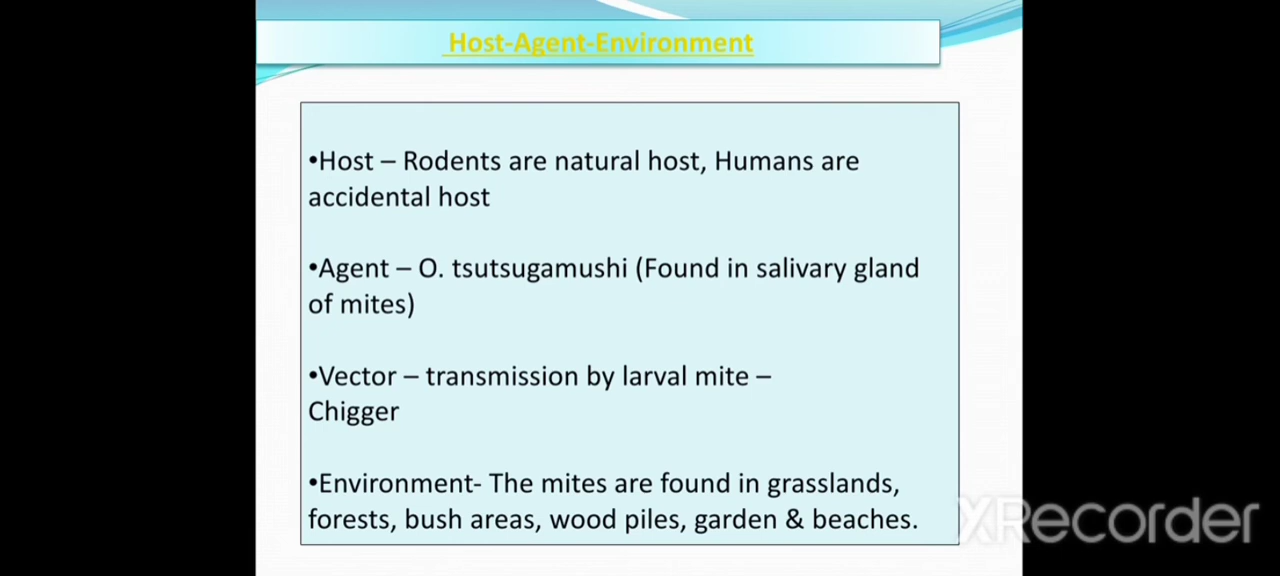 Host-Agent-Environment
•Host – Rodents are natural host, Humans are
accidental host
•Agent – O. tsutsugamushi (Found in salivary gland
of mites)
•Vector – transmission by larval mite –
Chigger
•Environment- The mites are found in grasslands,
forests, bush areas, wood piles, garden & beaches.
XRecorder